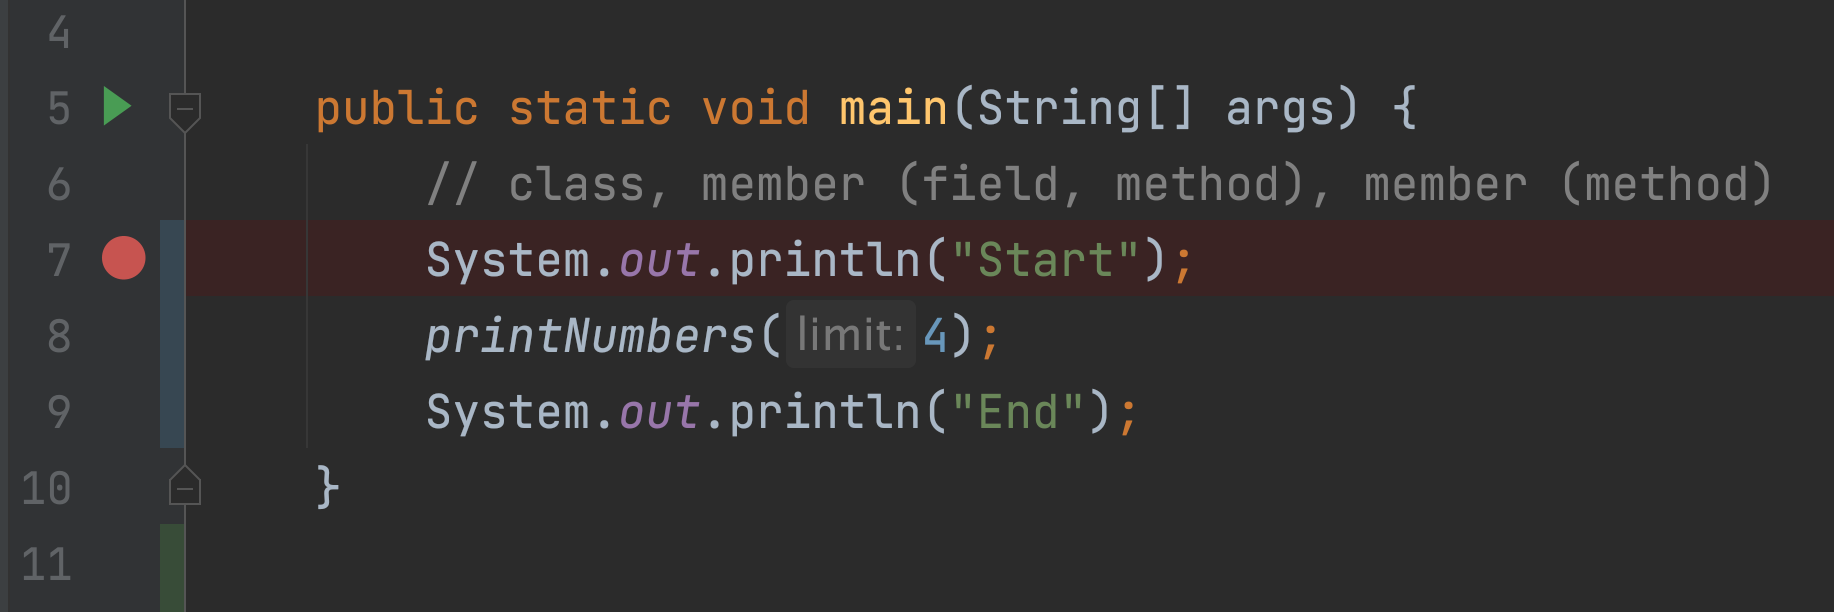 4
5 public static void main(String[] args) {
6 // class, member (field, method), member (method)
7 System.out.println("Start");
8 printNumbers( limit: 4);
9 System.out.println("End");
10 }
11